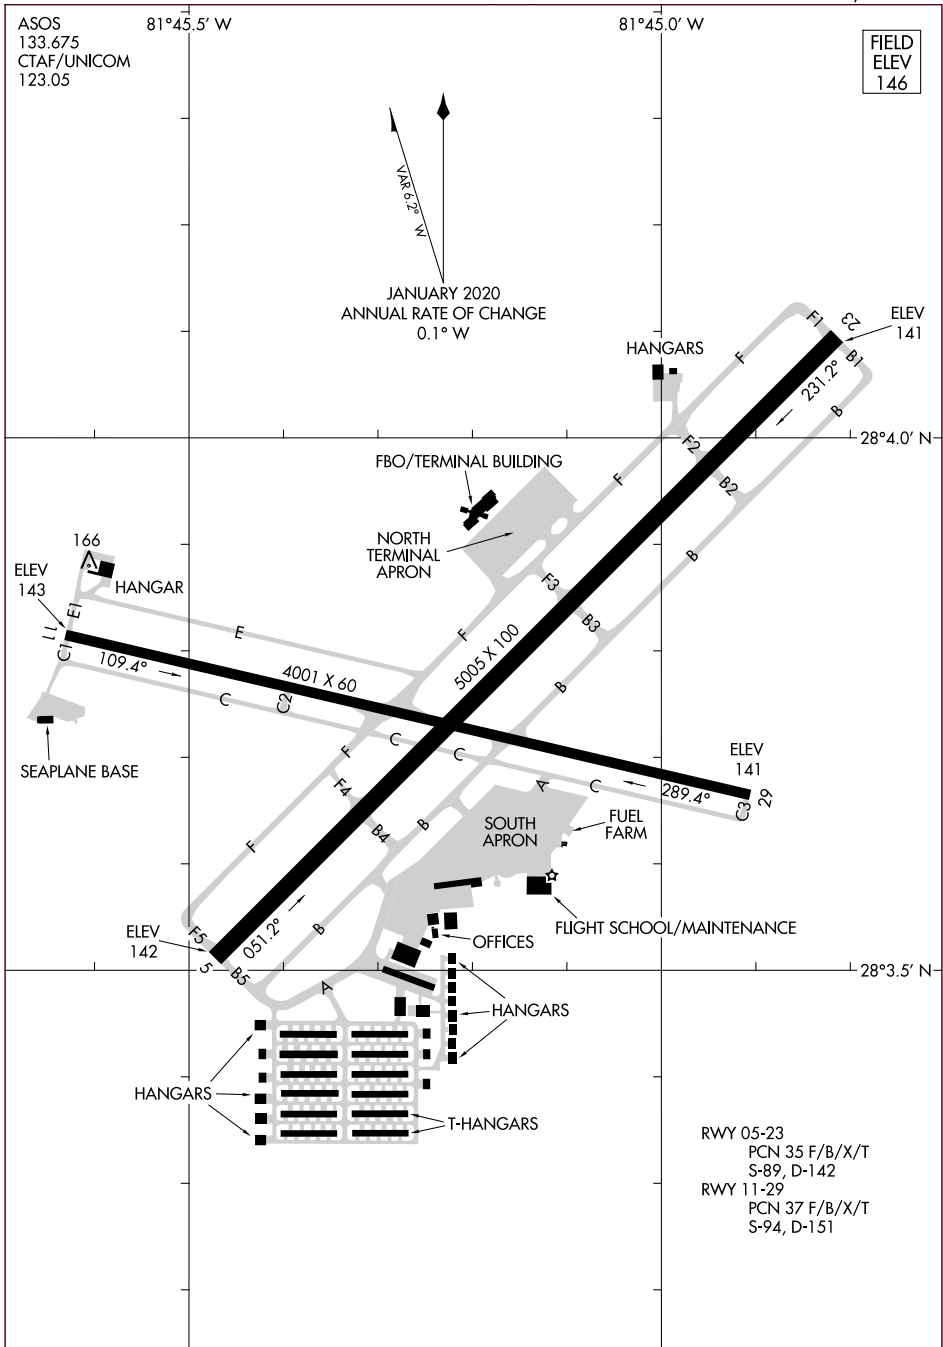 ASOS
133.675
CTAF/UNICOM
123.05
81°45.5' W
81°45.0' W
FIELD
ELEV
146
VAR 6.2° W
JANUARY 2020
ANNUAL RATE OF CHANGE
0.1° W
HANGARS
F1
23
ELEV
141
B1
231.2°
F
B
28°4.0' N
F2
B2
FBO/TERMINAL BUILDING
F
NORTH
TERMINAL
APRON
B
166
HANGAR
ELEV
143
F3
B3
E1
11
C1
E
F
5005 X 100
109.4°
4001 X 60
B
C
C2
SEAPLANE BASE
F
C
C
ELEV
141
A
C
289.4°
C3
29
F4
B4
B
SOUTH
APRON
FUEL
FARM
F
FLIGHT SCHOOL/MAINTENANCE
ELEV
142
F5
5
B5
051.2°
B
OFFICES
28°3.5' N
A
HANGARS
HANGARS
T-HANGARS
RWY 05-23
PCN 35 F/B/X/T
S-89, D-142
RWY 11-29
PCN 37 F/B/X/T
S-94, D-151